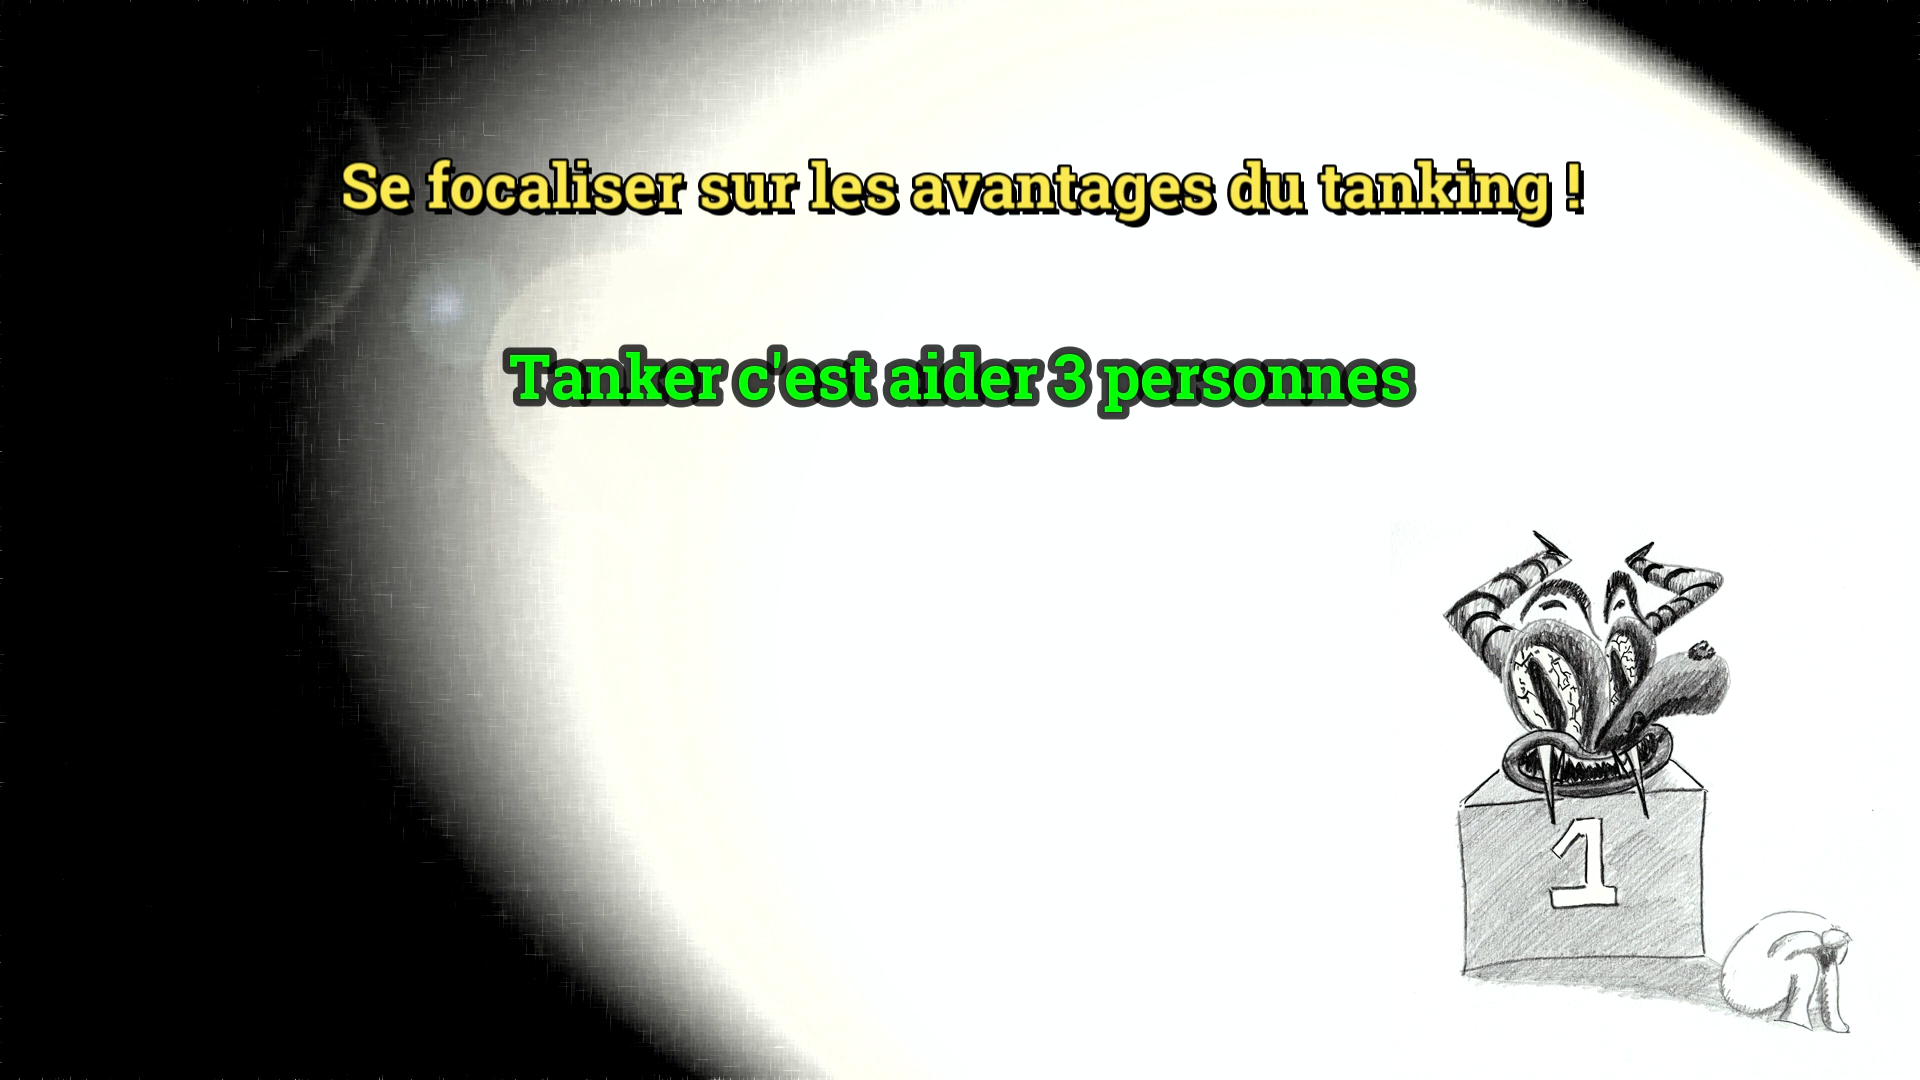 Se focaliser sur les avantages du tanking !
Tanker c'est aider 3 personnes
1